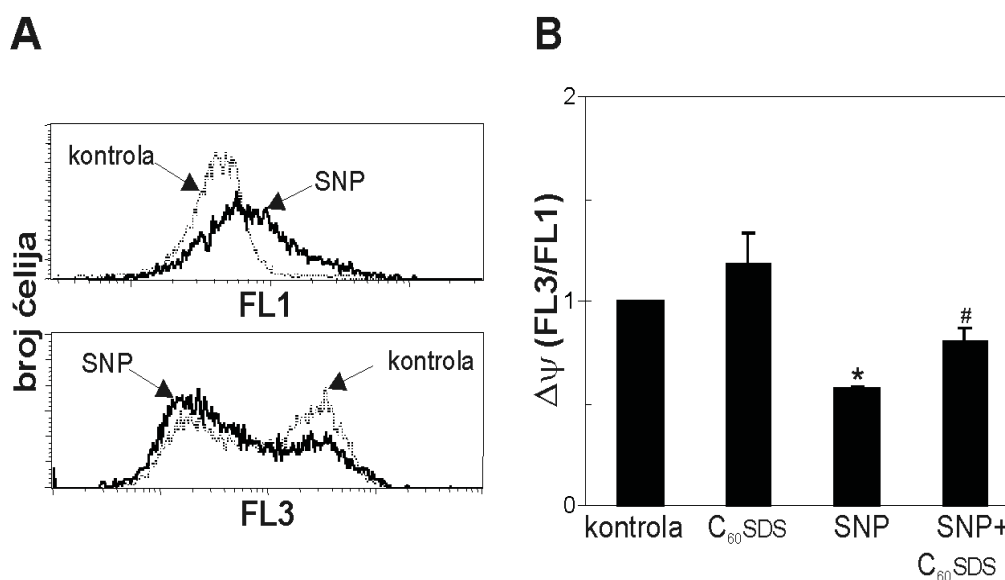 A
kontrola
SNP
FL1
SNP
kontrola
FL3
broj ćelija
B
2
1
0
Δψ (FL3/FL1)
*
#
kontrola
C₆₀SDS
SNP
SNP+
C₆₀SDS